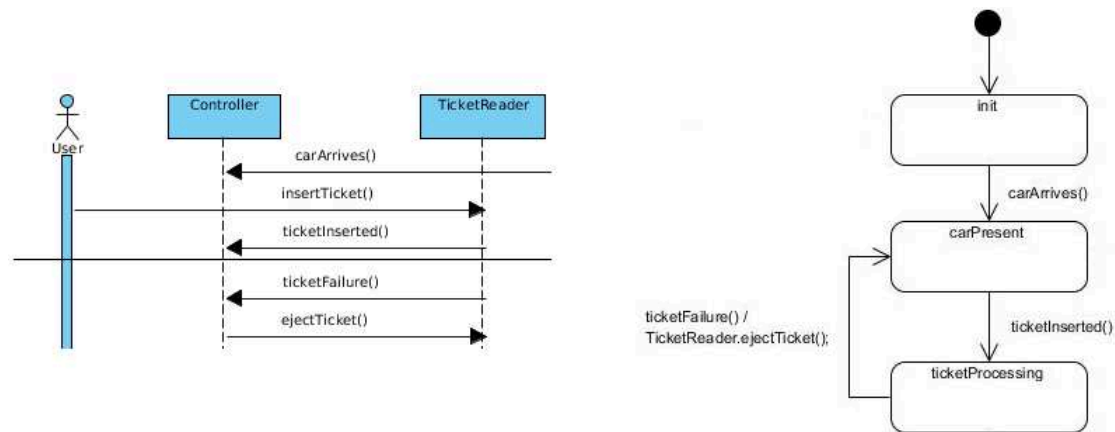 User
Controller
TicketReader
carArrives()
insertTicket()
ticketInserted()
ticketFailure()
ejectTicket()
init
carArrives()
carPresent
ticketInserted()
ticketFailure() /
TicketReader.ejectTicket();
ticketProcessing